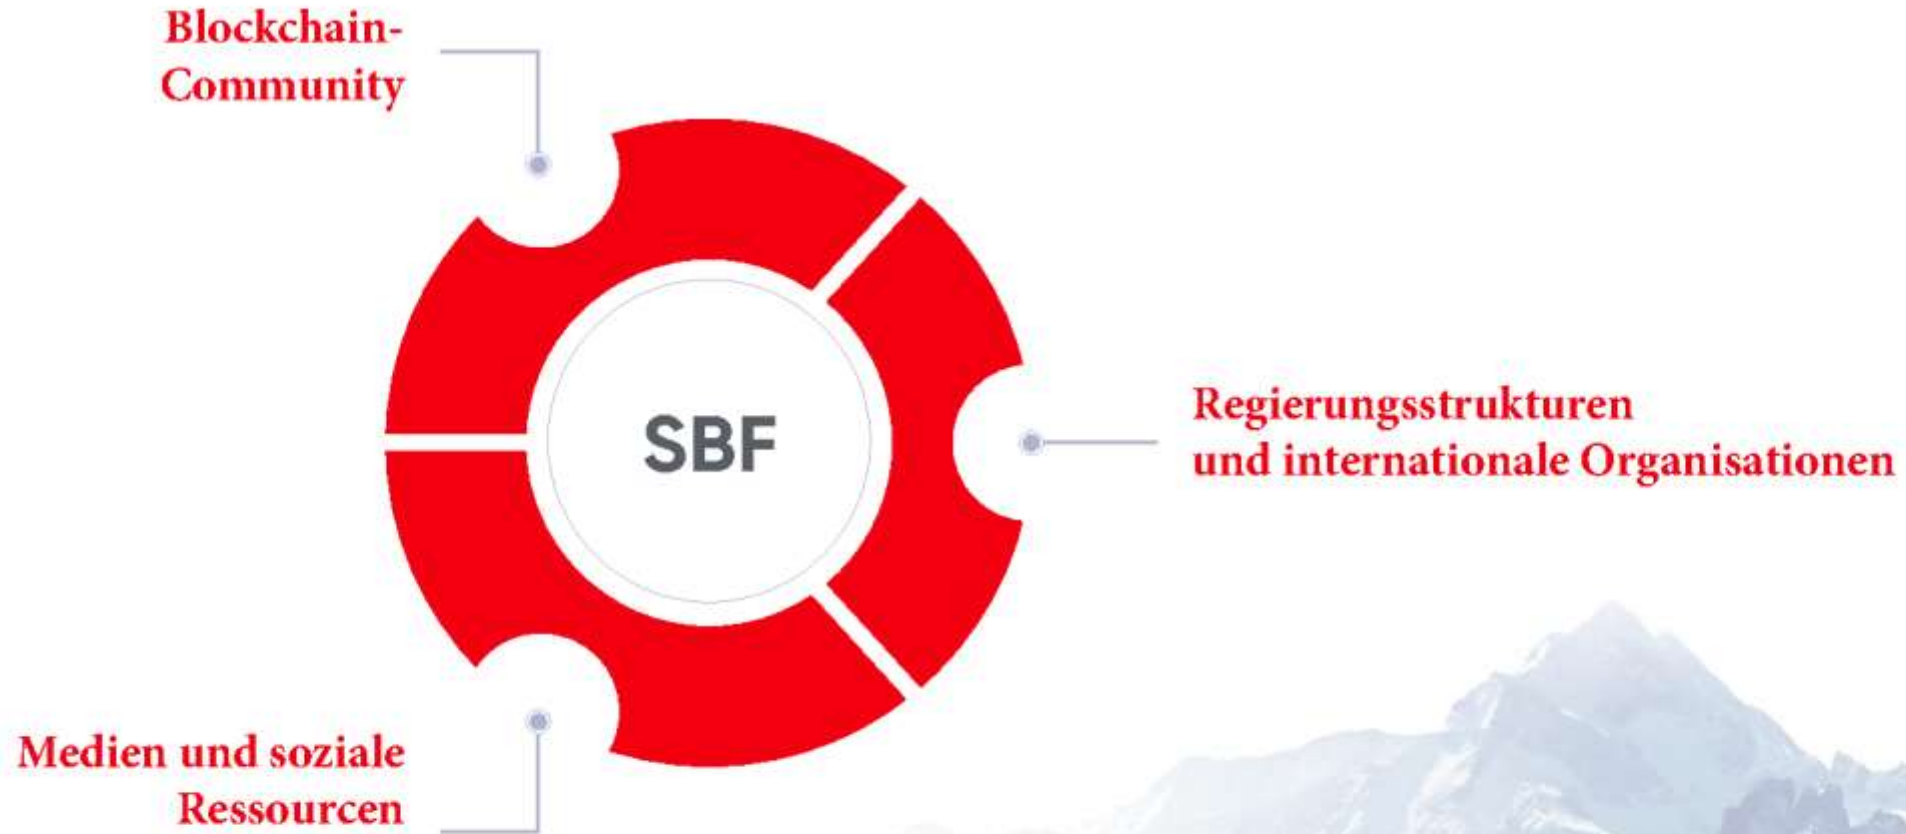 Blockchain-
Community
SBF
Regierungsstrukturen
und internationale Organisationen
Medien und soziale
Ressourcen